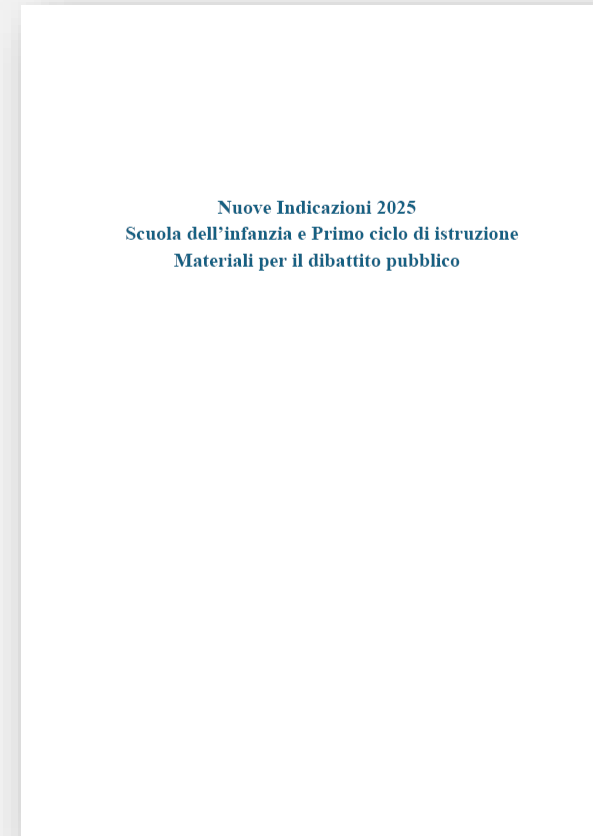 Nuove Indicazioni 2025
Scuola dell’infanzia e Primo ciclo di istruzione
Materiali per il dibattito pubblico